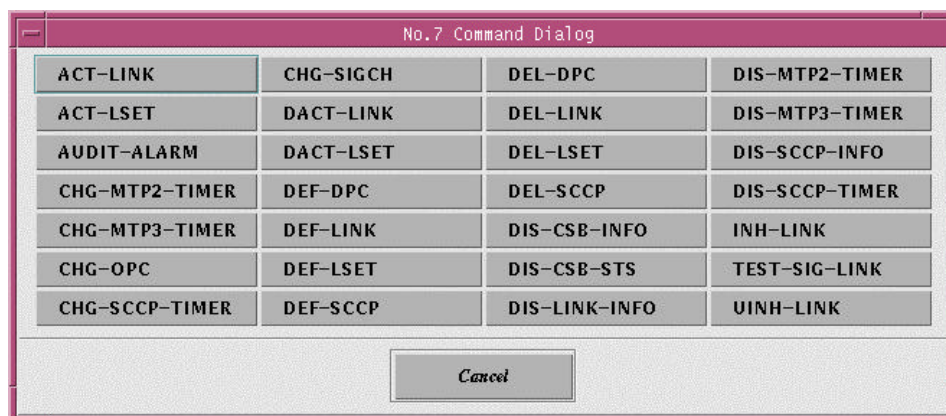 No.7 Command Dialog
ACT-LINK CHG-SIGCH DEL-DPC DIS-MTP2-TIMER
ACT-LSET DACT-LINK DEL-LINK DIS-MTP3-TIMER
AUDIT-ALARM DACT-LSET DEL-LSET DIS-SCCP-INFO
CHG-MTP2-TIMER DEF-DPC DEL-SCCP DIS-SCCP-TIMER
CHG-MTP3-TIMER DEF-LINK DIS-CSB-INFO INH-LINK
CHG-OPC DEF-LSET DIS-CSB-STS TEST-SIG-LINK
CHG-SCCP-TIMER DEF-SCCP DIS-LINK-INFO UINH-LINK
Cancel